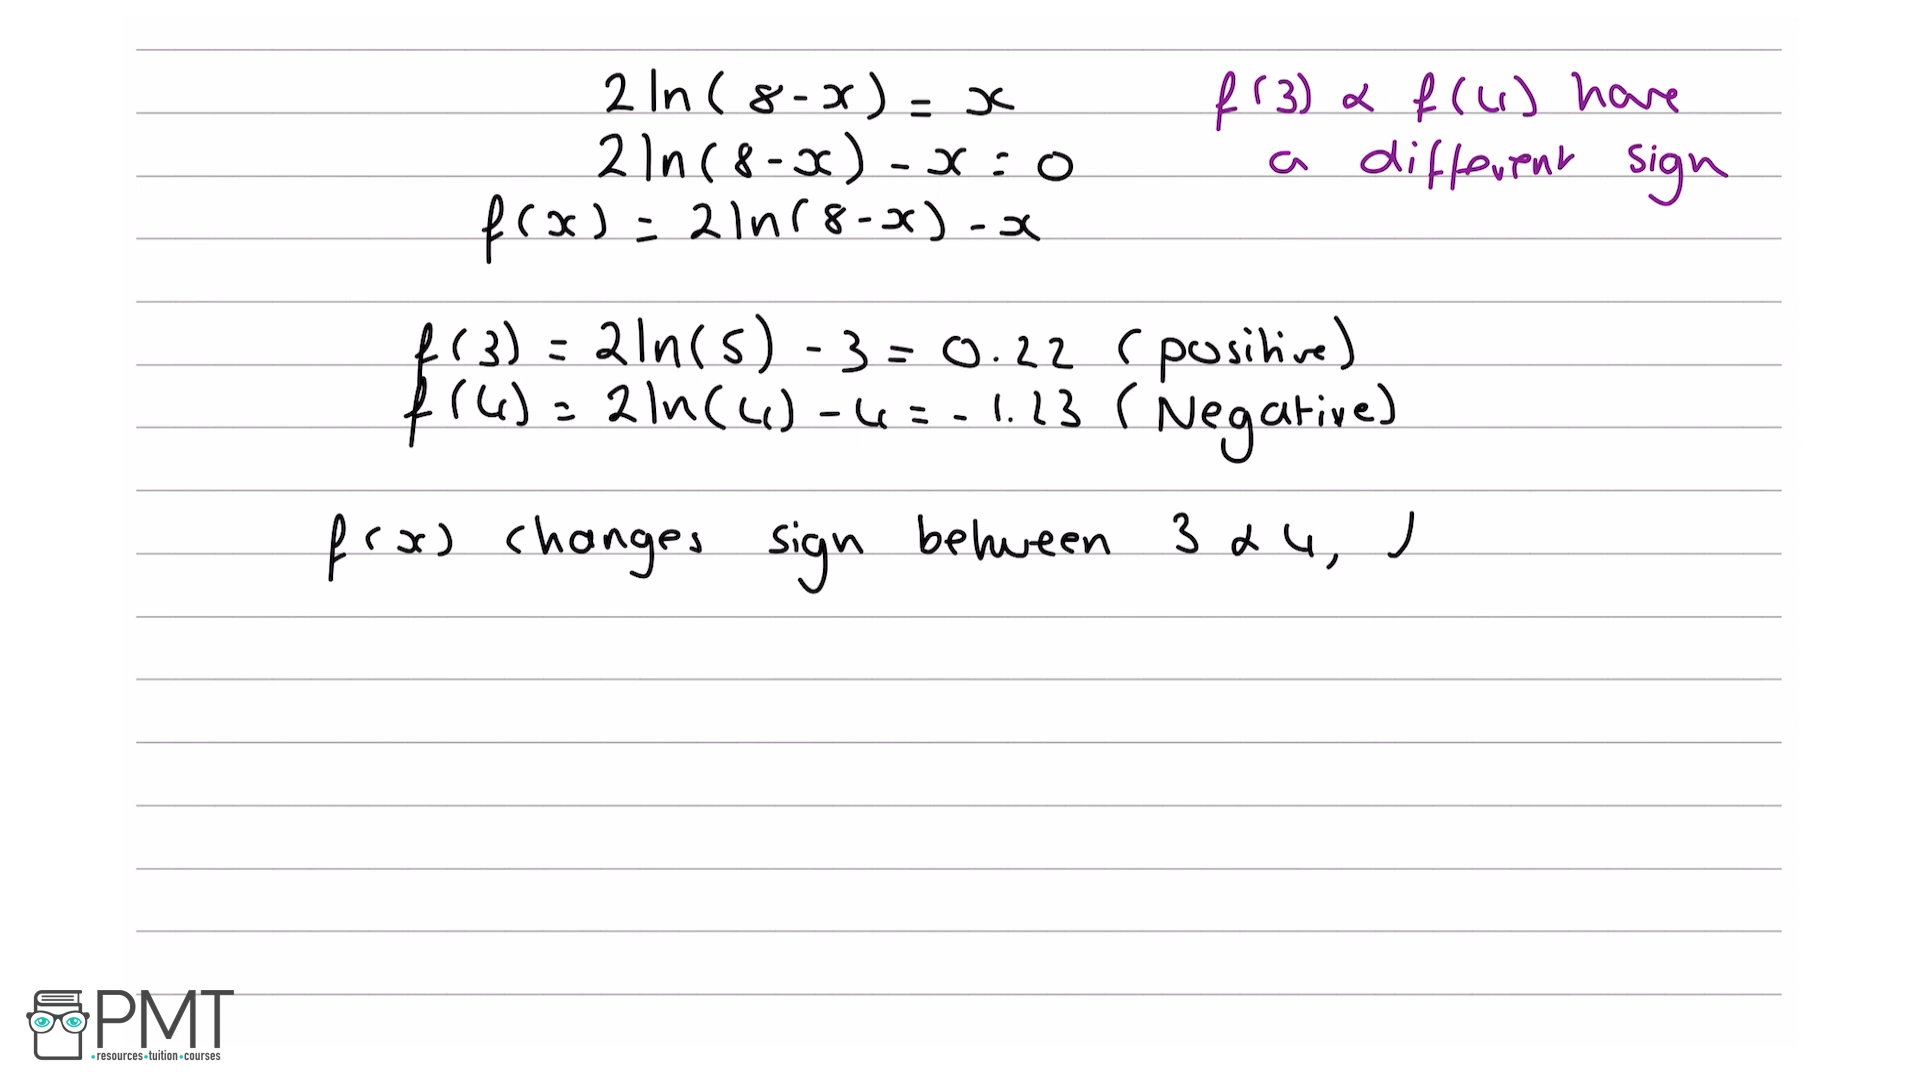 2ln(8-x) = x
2ln(8-x) - x = 0
f(x) = 2ln(8-x) - x
f(3) & f(4) have
a different sign
f(3) = 2ln(5) - 3 = 0.22 (positive)
f(4) = 2ln(4) - 4 = -1.23 (Negative)
f(x) changes sign between 3 & 4,
PMT
resources•tuition•courses